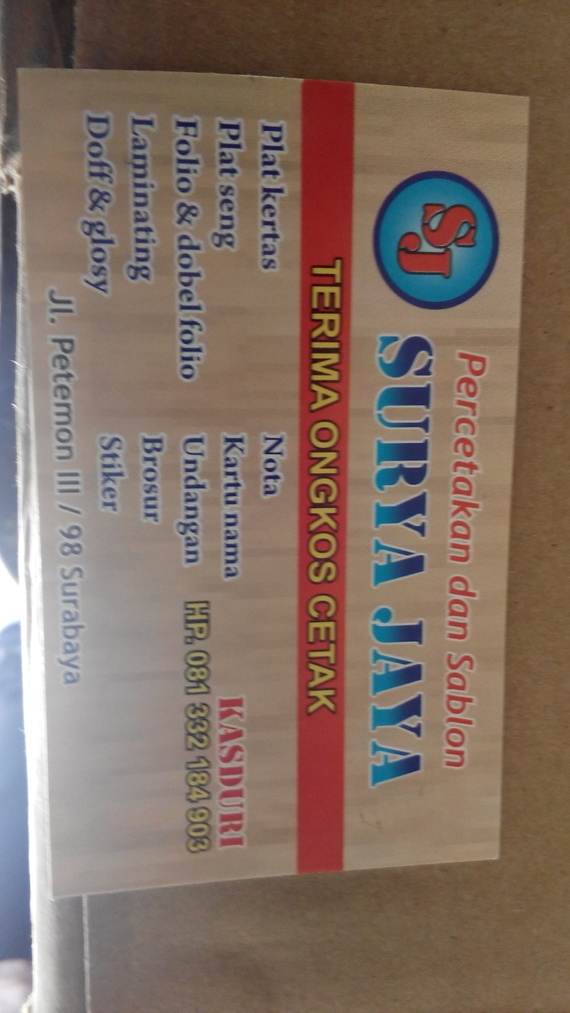 SJ
Percetakan dan Sablon
SURYA JAYA
TERIMA ONGKOS CETAK
Plat kertas
Plat seng
Folio & dobel folio
Laminating
Doff & glosy
Nota
Kartu nama
Undangan
Brosur
Stiker
KASDURI
HP. 081 332 184 903
Jl. Petemon III / 98 Surabaya